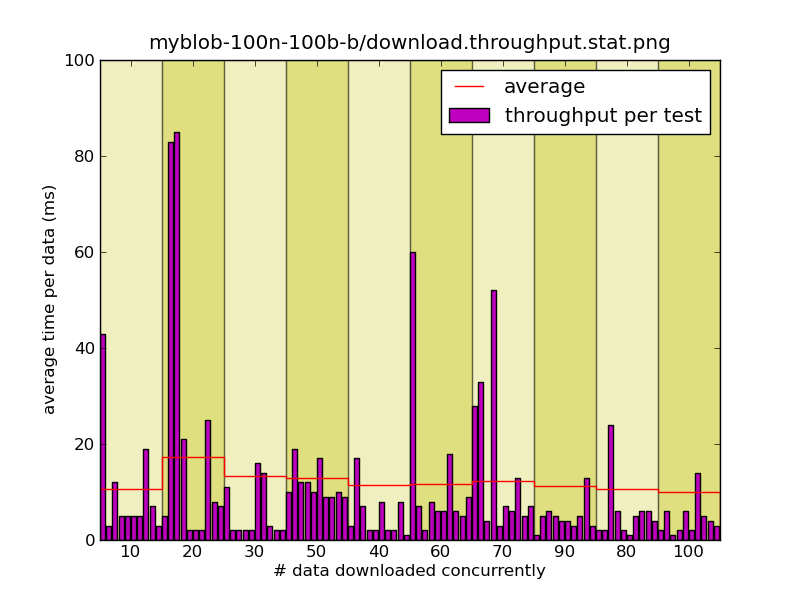 myblob-100n-100b-b/download.throughput.stat.png
average
throughput per test
average time per data (ms)
100
80
60
40
20
0
10 20 30 50 40 60 70 90 80 100
# data downloaded concurrently